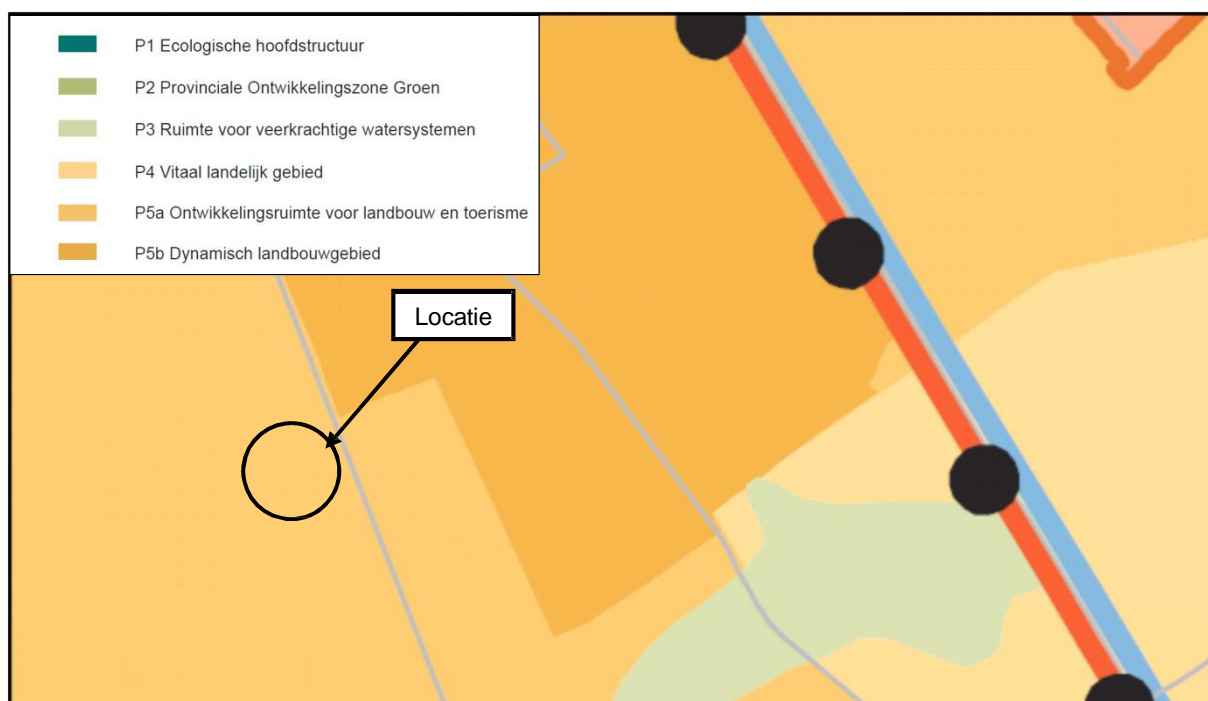 P1 Ecologische hoofdstructuur
P2 Provinciale Ontwikkelingszone Groen
P3 Ruimte voor veerkrachtige watersystemen
P4 Vitaal landelijk gebied
P5a Ontwikkelingsruimte voor landbouw en toerisme
P5b Dynamisch landbouwgebied
Locatie